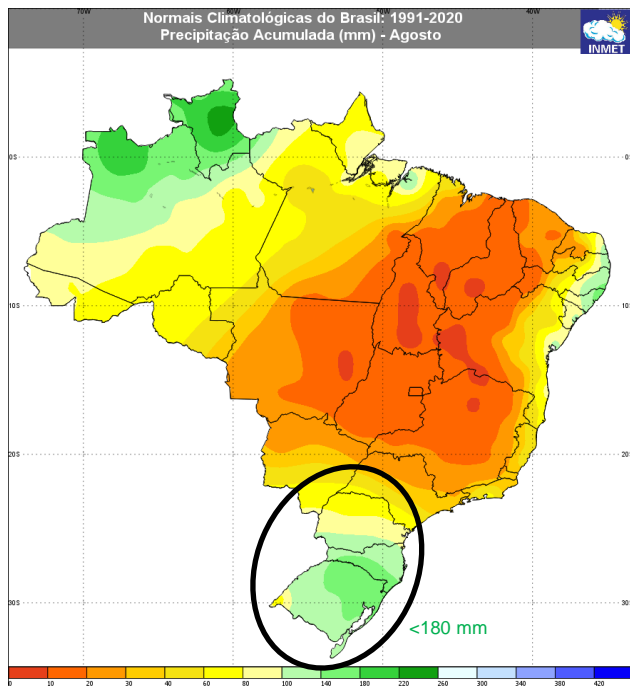 Normais Climatológicas do Brasil: 1991-2020
Precipitação Acumulada (mm) - Agosto
INMET
70W 60W 50W 40W
0S 0S
10S 10S
20S 20S
30S 30S
<180 mm
0 10 20 30 40 60 80 100 140 180 220 260 300 340 380 420